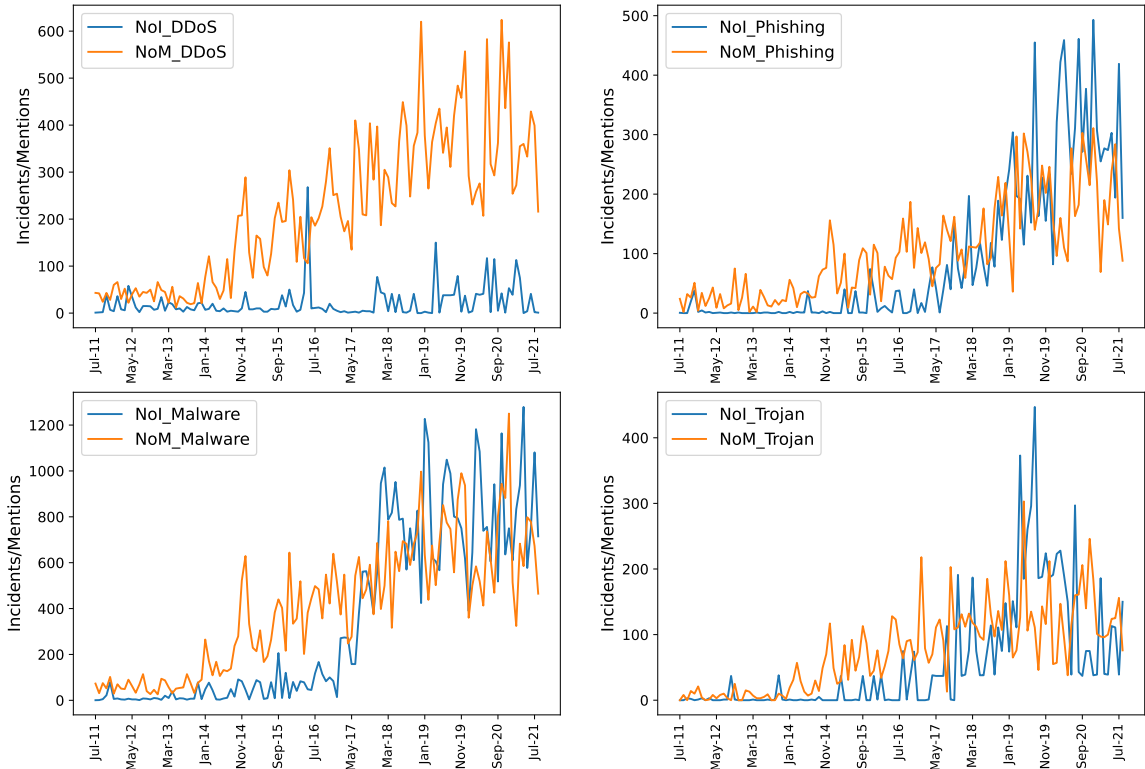 NoI_DDoS
NoM_DDoS
Incidents/Mentions
600
500
400
300
200
100
0
Jul-11
May-12
Mar-13
Jan-14
Nov-14
Sep-15
Jul-16
May-17
Mar-18
Jan-19
Nov-19
Sep-20
Jul-21
NoI_Phishing
NoM_Phishing
Incidents/Mentions
500
400
300
200
100
0
Jul-11
May-12
Mar-13
Jan-14
Nov-14
Sep-15
Jul-16
May-17
Mar-18
Jan-19
Nov-19
Sep-20
Jul-21
NoI_Malware
NoM_Malware
Incidents/Mentions
1200
1000
800
600
400
200
0
Jul-11
May-12
Mar-13
Jan-14
Nov-14
Sep-15
Jul-16
May-17
Mar-18
Jan-19
Nov-19
Sep-20
Jul-21
NoI_Trojan
NoM_Trojan
Incidents/Mentions
400
300
200
100
0
Jul-11
May-12
Mar-13
Jan-14
Nov-14
Sep-15
Jul-16
May-17
Mar-18
Jan-19
Nov-19
Sep-20
Jul-21